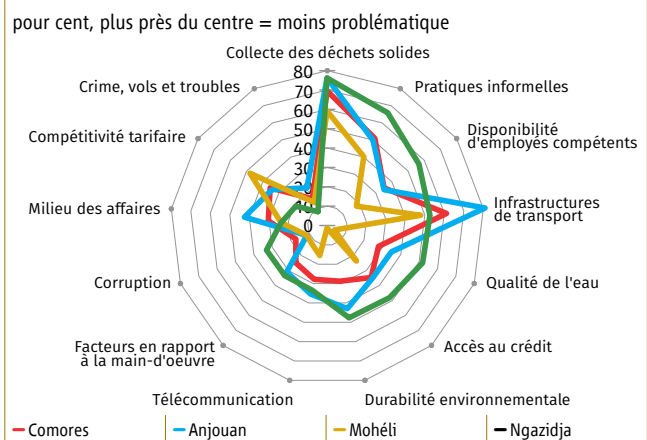 pour cent, plus près du centre = moins problématique
Collecte des déchets solides
80
70
60
50
40
30
20
10
0
Crime, vols et troubles
Pratiques informelles
Compétitivité tarifaire
Disponibilité
d'employés compétents
Milieu des affaires
Infrastructures
de transport
Corruption
Qualité de l'eau
Facteurs en rapport
à la main-d'oeuvre
Accès au crédit
Télécommunication
Durabilité environnementale
Comores
Anjouan
Mohéli
Ngazidja